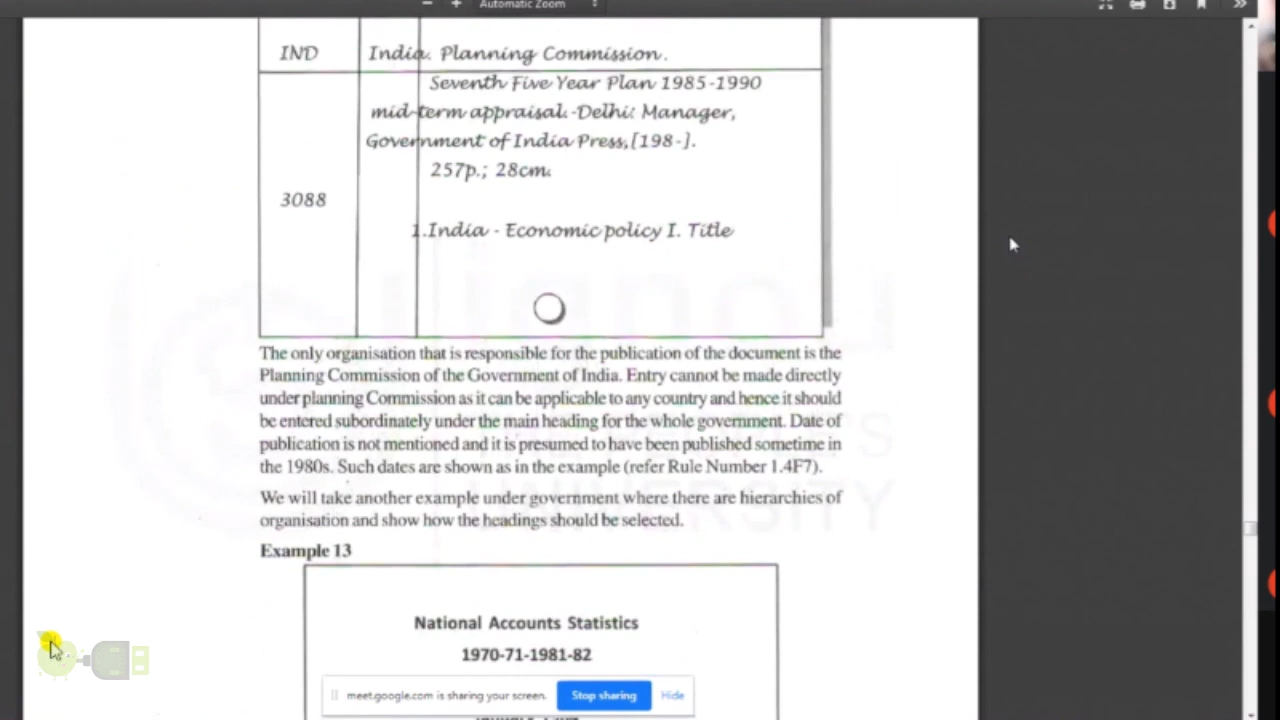 Automatic Zoom
IND India. Planning Commission.
Seventh Five Year Plan 1985-1990
mid-term appraisal.-Delhi: Manager,
Government of India Press,[198-].
257p.; 28cm.
3088
1.India - Economic policy I. Title
The only organisation that is responsible for the publication of the document is the
Planning Commission of the Government of India. Entry cannot be made directly
under planning Commission as it can be applicable to any country and hence it should
be entered subordinately under the main heading for the whole government. Date of
publication is not mentioned and it is presumed to have been published sometime in
the 1980s. Such dates are shown as in the example (refer Rule Number 1.4F7).
We will take another example under government where there are hierarchies of
organisation and show how the headings should be selected.
Example 13
National Accounts Statistics
1970-71-1981-82
meet.google.com is sharing your screen.
Stop sharing
Hide
UNIVERSITY